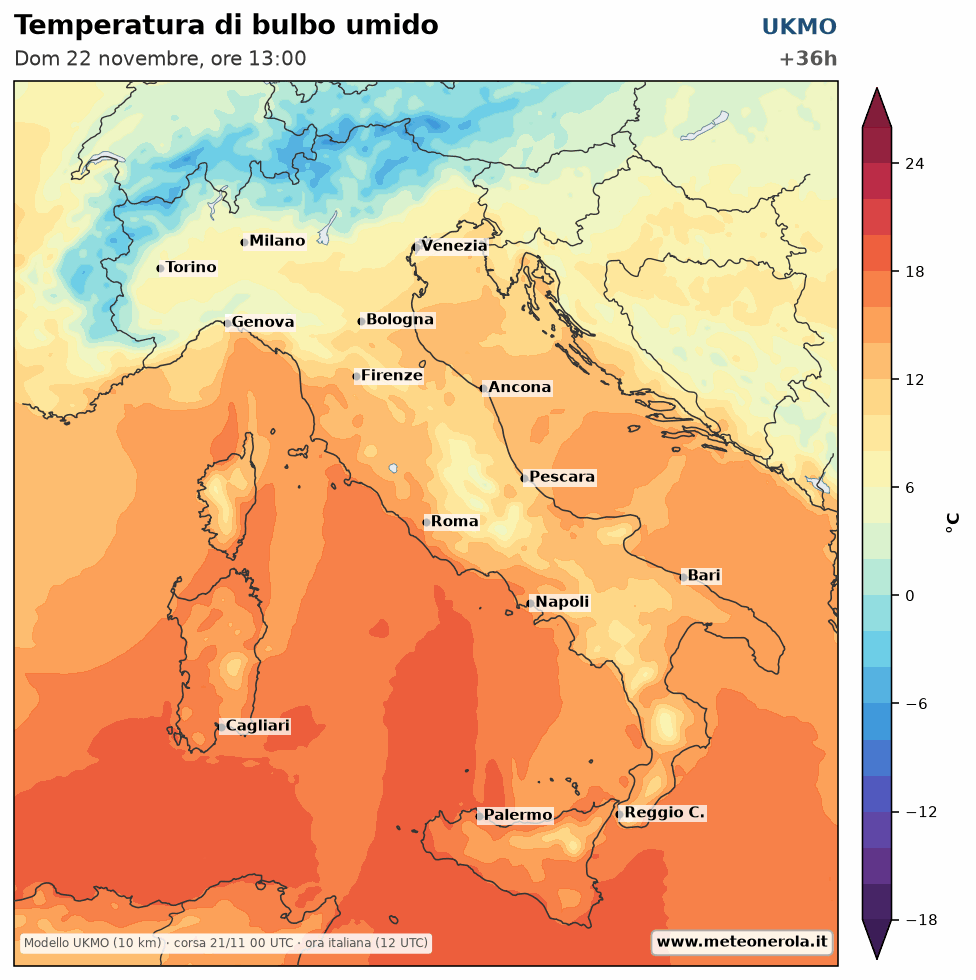 Temperatura di bulbo umido
UKMO
Dom 22 novembre, ore 13:00
+36h
Milano
Venezia
Torino
Genova
Bologna
Firenze
Ancona
Pescara
Roma
Bari
Napoli
Cagliari
Palermo
Reggio C.
24
18
12
6
0
−6
−12
−18
°C
Modello UKMO (10 km) · corsa 21/11 00 UTC · ora italiana (12 UTC)
www.meteonerola.it